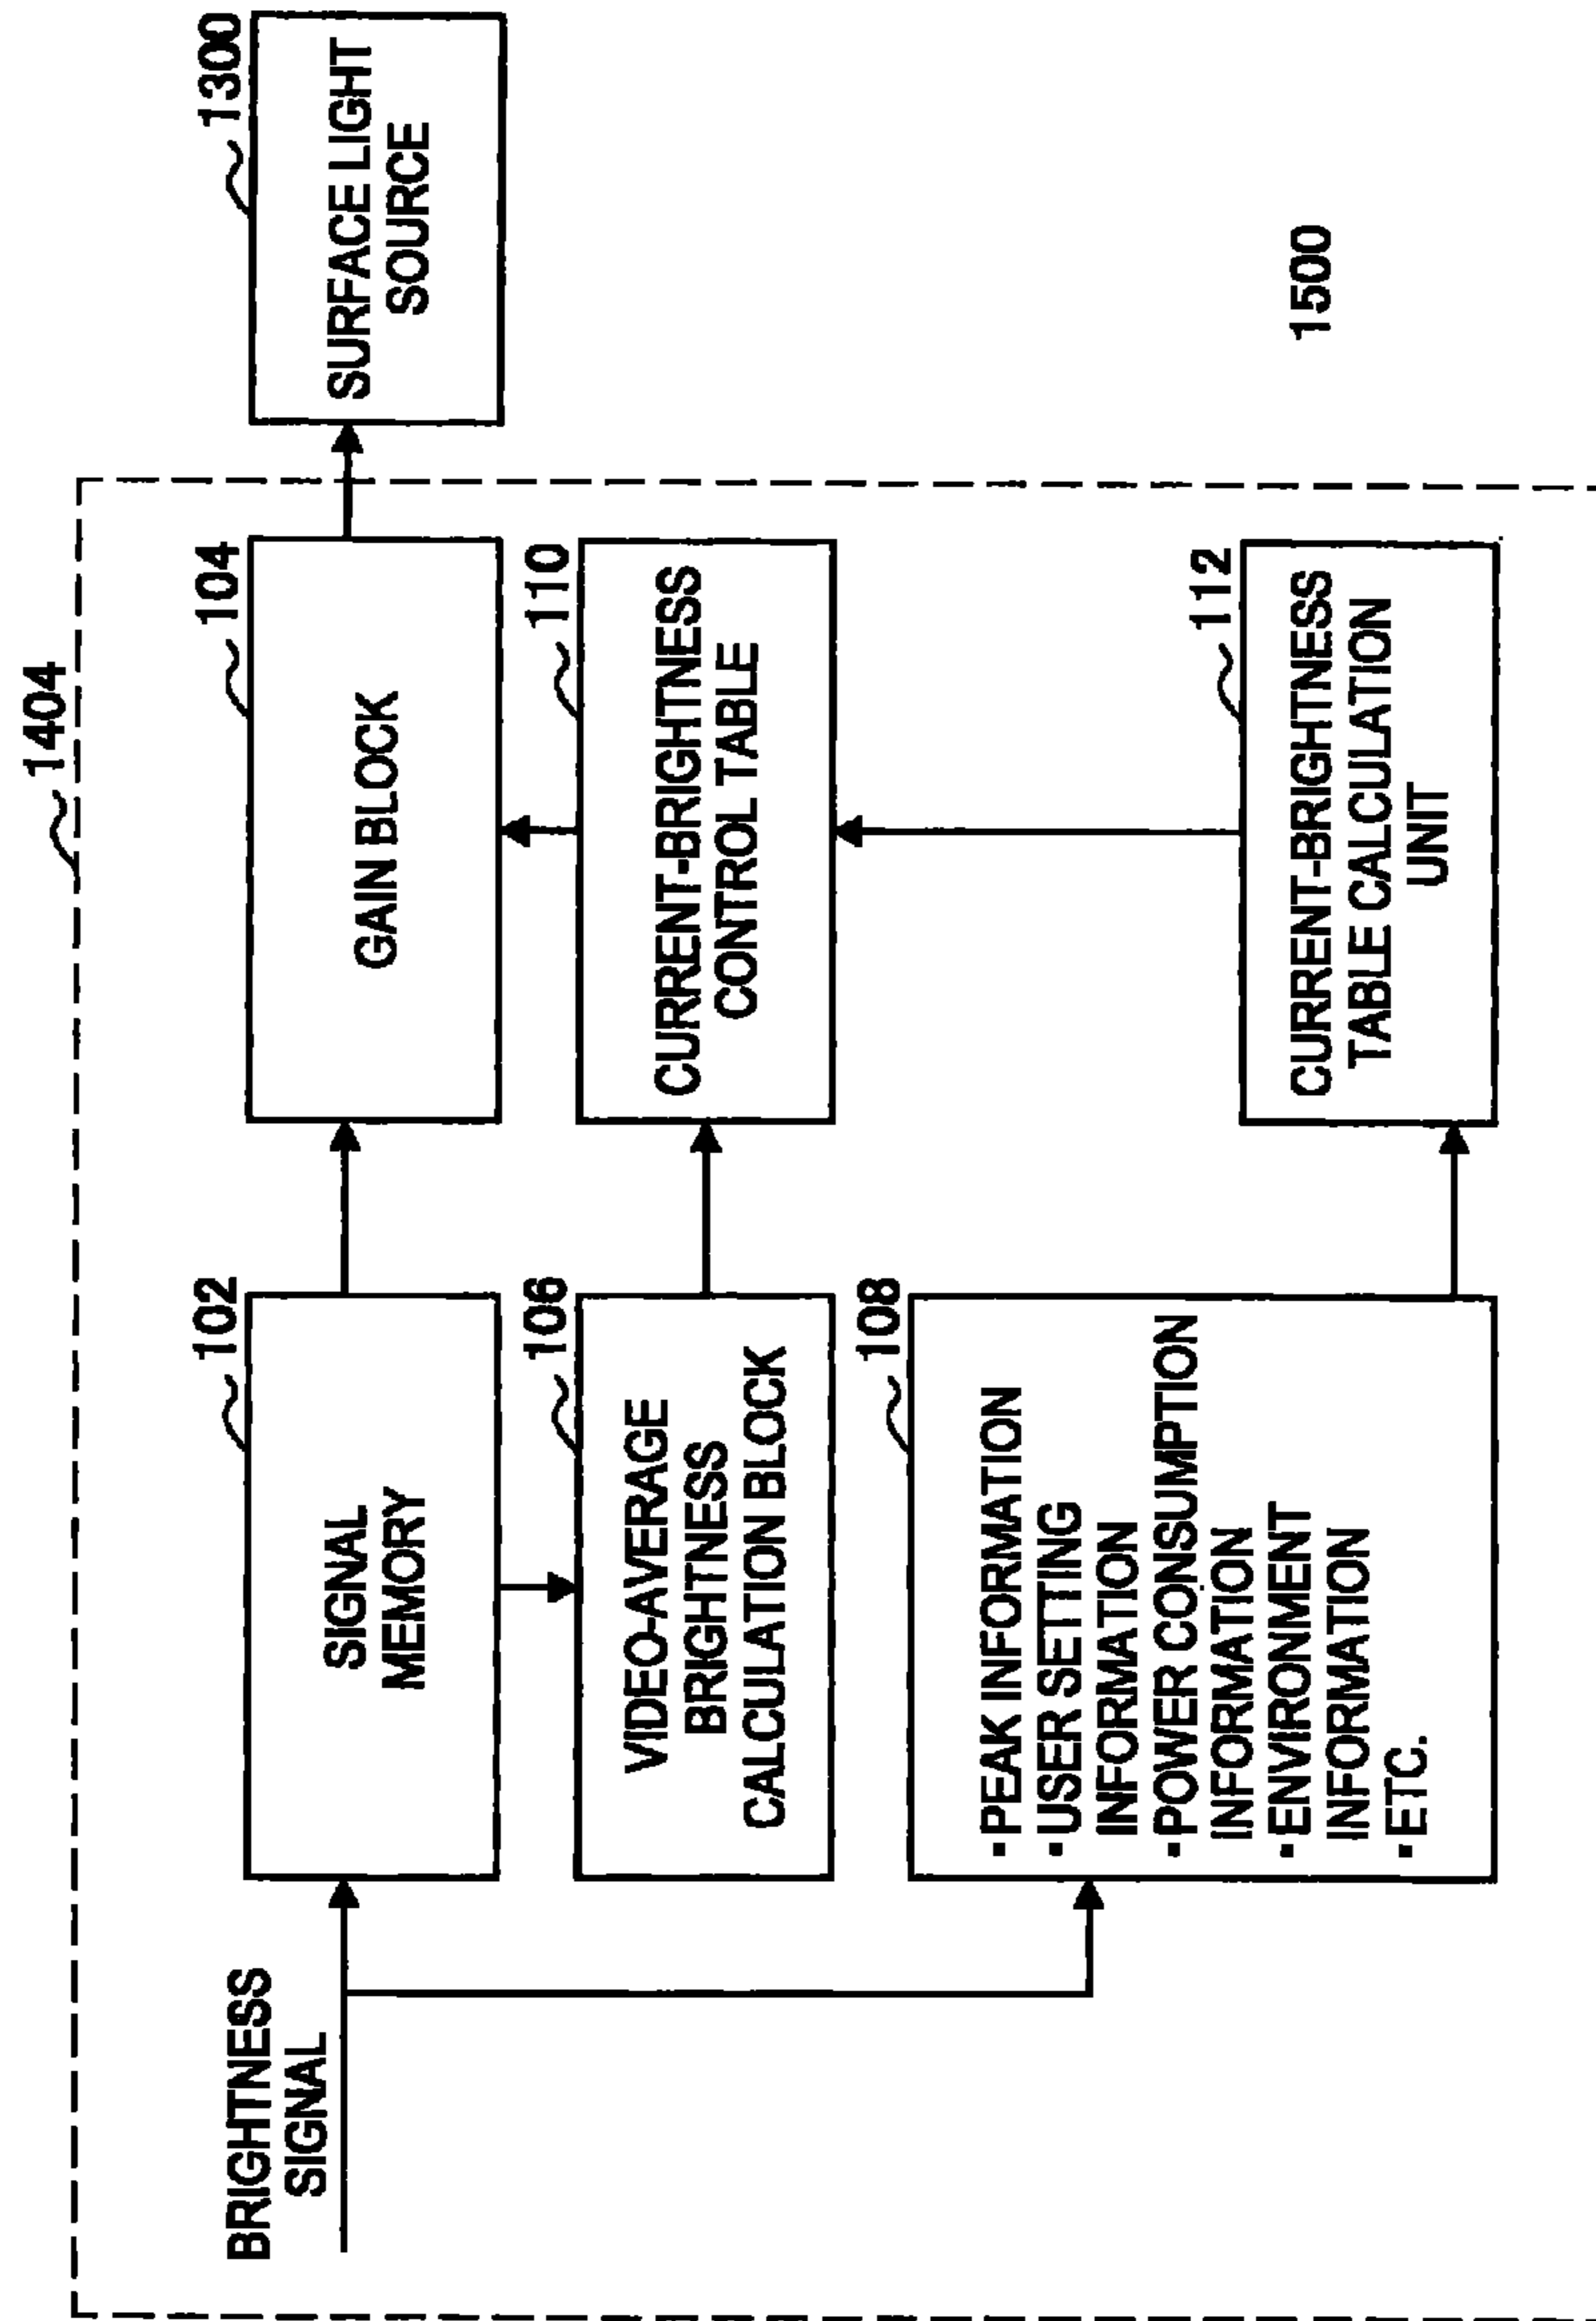 1404
BRIGHTNESS
SIGNAL
102
SIGNAL
MEMORY
104
GAIN BLOCK
1300
SURFACE LIGHT
SOURCE
106
VIDEO-AVERAGE
BRIGHTNESS
CALCULATION BLOCK
110
CURRENT-BRIGHTNESS
CONTROL TABLE
108
▪PEAK INFORMATION
▪USER SETTING
INFORMATION
▪POWER CONSUMPTION
INFORMATION
▪ENVIRONMENT
INFORMATION
▪ETC.
112
CURRENT-BRIGHTNESS
TABLE CALCULATION
UNIT
1500